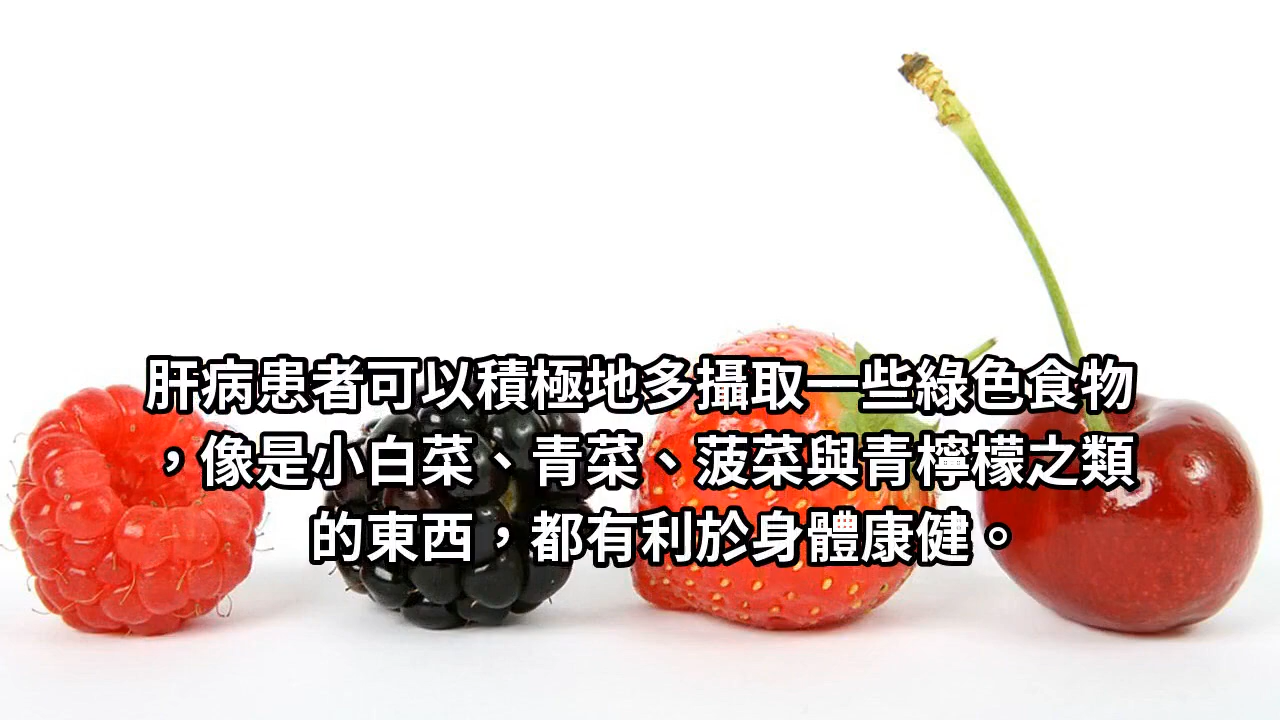 肝病患者可以積極地多攝取一些綠色食物
，像是小白菜、青菜、菠菜與青檸檬之類
的東西，都有利於身體康健。